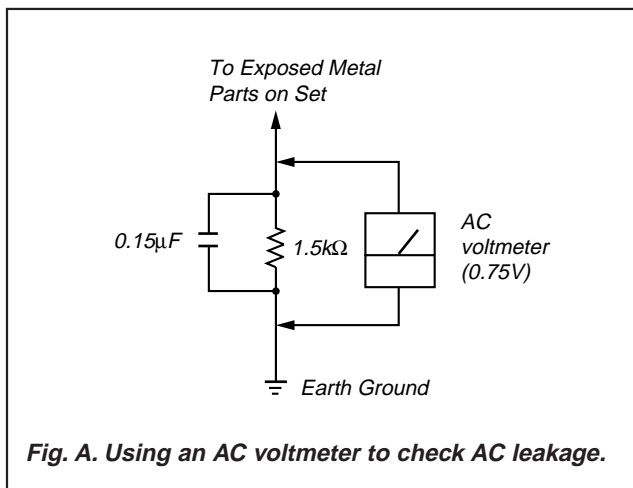 To Exposed Metal
Parts on Set
0.15μF
1.5kΩ
AC
voltmeter
(0.75V)
Earth Ground
Fig. A. Using an AC voltmeter to check AC leakage.